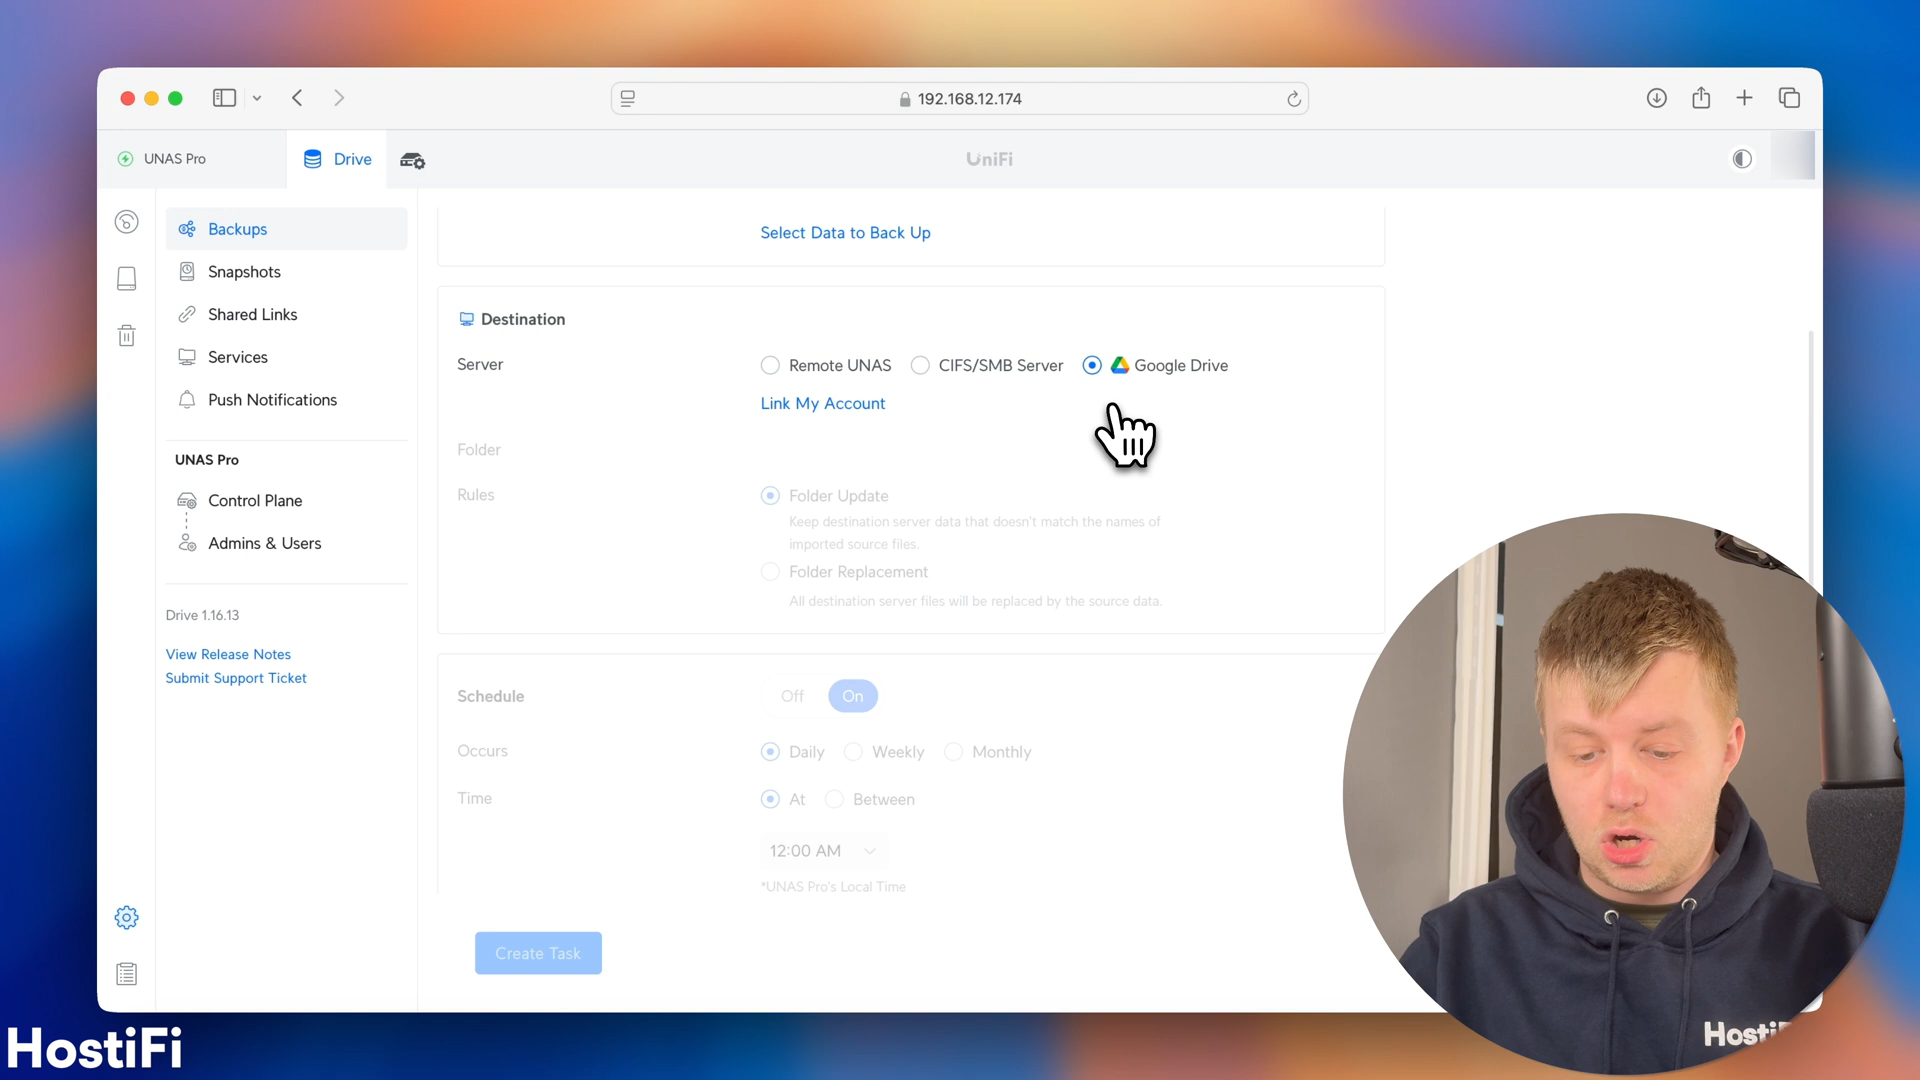 192.168.12.174
UNAS Pro
Drive
UniFi
Backups
Snapshots
Shared Links
Services
Push Notifications
UNAS Pro
Control Plane
Admins & Users
Drive 1.16.13
View Release Notes
Submit Support Ticket
Select Data to Back Up
Destination
Server
Remote UNAS
CIFS/SMB Server
Google Drive
Link My Account
Folder
Rules
Folder Update
Keep destination server data that doesn't match the names of
imported source files.
Folder Replacement
All destination server files will be replaced by the source data.
Schedule
Off
On
Occurs
Daily
Weekly
Monthly
Time
At
Between
12:00 AM
*UNAS Pro's Local Time
Create Task
HostiFi
HostiF